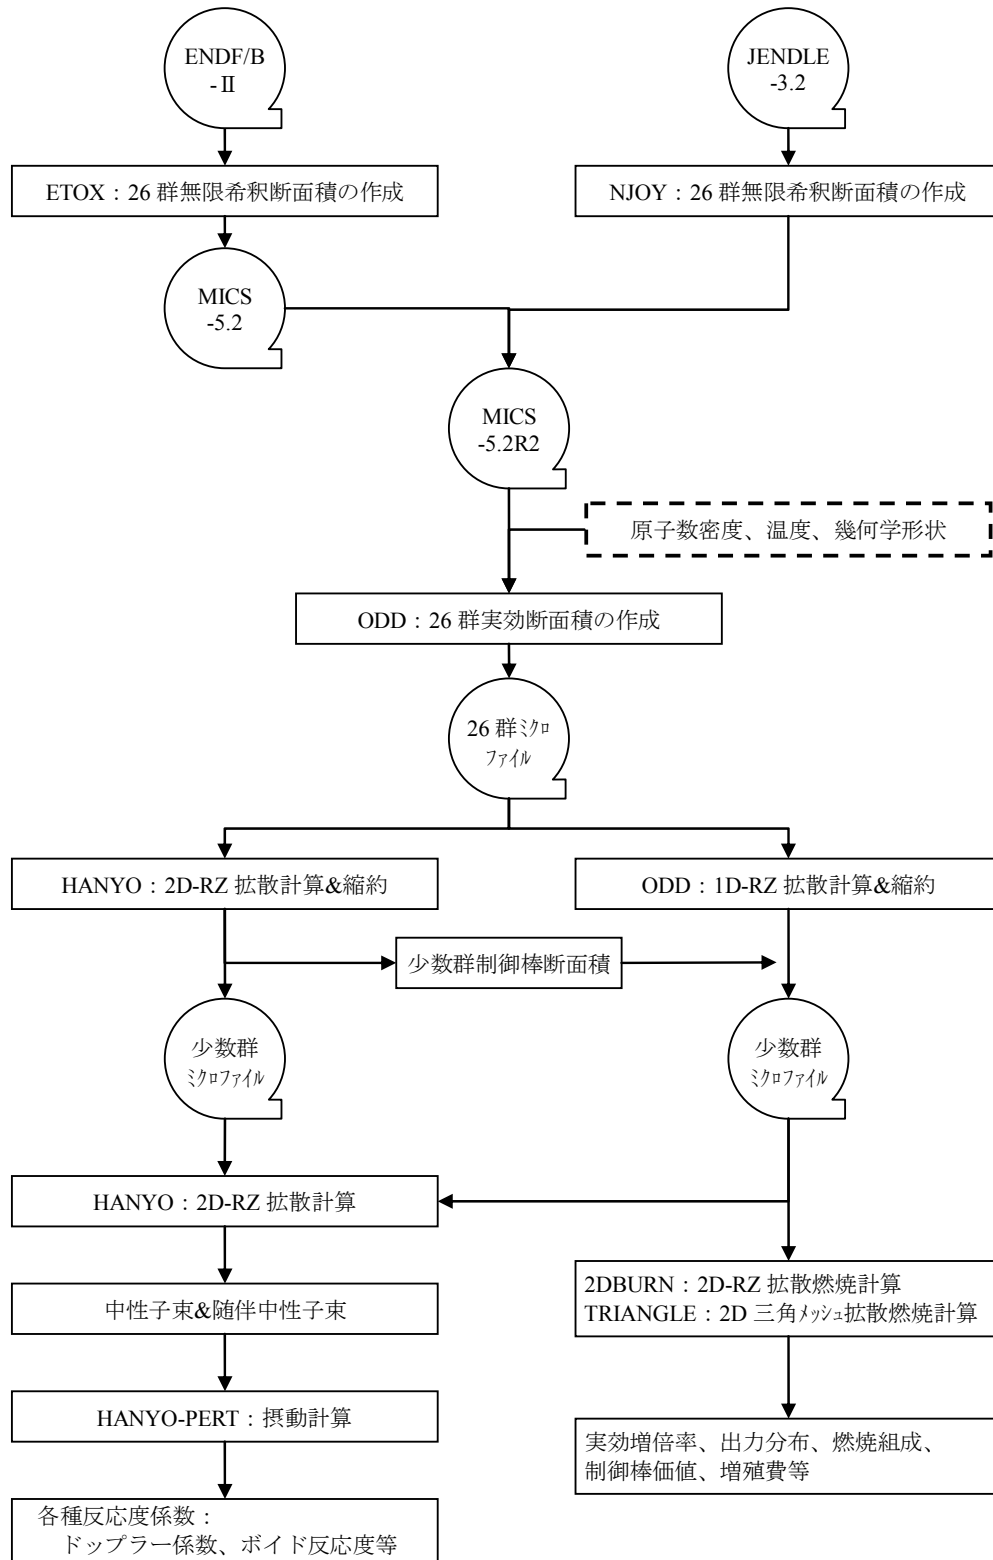 ENDF/B
-Ⅱ
JENDLE
-3.2
ETOX：26 群無限希釈断面積の作成
NJOY：26 群無限希釈断面積の作成
MICS
-5.2
MICS
-5.2R2
原子数密度、温度、幾何学形状
ODD：26 群実効断面積の作成
26 群ﾐｸﾛ
ﾌｧｲﾙ
HANYO：2D-RZ 拡散計算&縮約
ODD：1D-RZ 拡散計算&縮約
少数群制御棒断面積
少数群
ﾐｸﾛﾌｧｲﾙ
少数群
ﾐｸﾛﾌｧｲﾙ
HANYO：2D-RZ 拡散計算
2DBURN：2D-RZ 拡散燃焼計算
TRIANGLE：2D 三角ﾒｯｼｭ拡散燃焼計算
中性子束&随伴中性子束
HANYO-PERT：摂動計算
実効増倍率、出力分布、燃焼組成、
制御棒価値、増殖費等
各種反応度係数：
ドップラー係数、ボイド反応度等